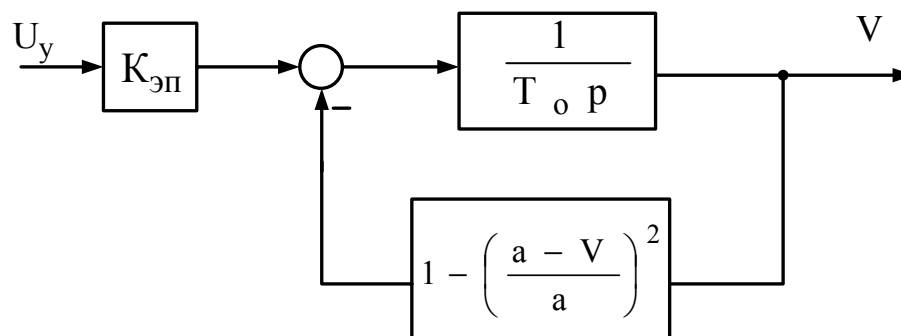 U_y
K_эп
1
T_o p
V
−
1 − ((a − V) / a)^2